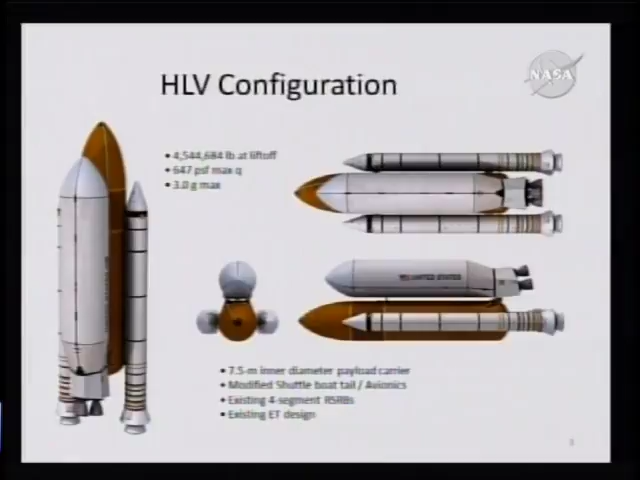 HLV Configuration
NASA
• 4,544,684 lb at liftoff
• 647 psf max q
• 3.0 g max
UNITED STATES
• 7.5-m inner diameter payload carrier
• Modified Shuttle boat tail / Avionics
• Existing 4-segment RSRBs
• Existing ET design